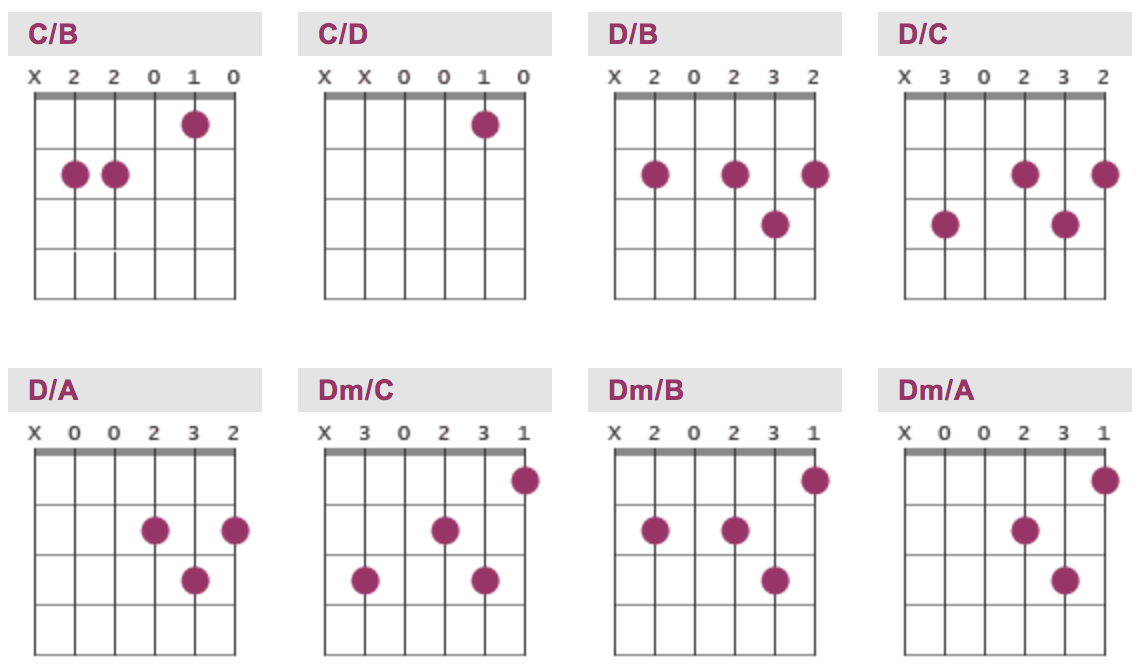 C/B C/D D/B D/C
X 2 2 0 1 0 X X 0 0 1 0 X 2 0 2 3 2 X 3 0 2 3 2
D/A Dm/C Dm/B Dm/A
X 0 0 2 3 2 X 3 0 2 3 1 X 2 0 2 3 1 X 0 0 2 3 1